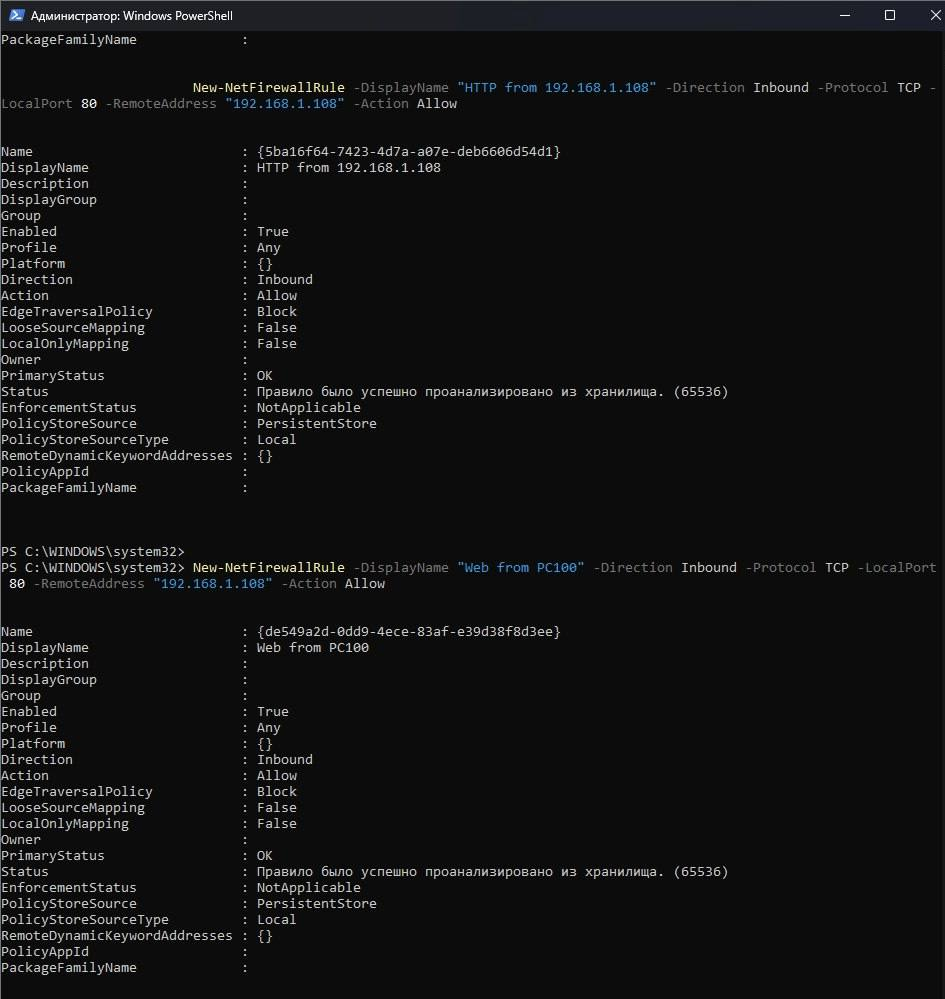 Администратор: Windows PowerShell
PackageFamilyName             :
New-NetFirewallRule -DisplayName "HTTP from 192.168.1.108" -Direction Inbound -Protocol TCP -
LocalPort 80 -RemoteAddress "192.168.1.108" -Action Allow
Name                          : {5ba16f64-7423-4d7a-a07e-deb6606d54d1}
DisplayName                   : HTTP from 192.168.1.108
Description                   :
DisplayGroup                  :
Group                         :
Enabled                       : True
Profile                       : Any
Platform                      : {}
Direction                     : Inbound
Action                        : Allow
EdgeTraversalPolicy           : Block
LooseSourceMapping            : False
LocalOnlyMapping              : False
Owner                         :
PrimaryStatus                 : OK
Status                        : Правило было успешно проанализировано из хранилища. (65536)
EnforcementStatus             : NotApplicable
PolicyStoreSource             : PersistentStore
PolicyStoreSourceType         : Local
RemoteDynamicKeywordAddresses : {}
PolicyAppId                   :
PackageFamilyName             :
PS C:\WINDOWS\system32>
PS C:\WINDOWS\system32> New-NetFirewallRule -DisplayName "Web from PC100" -Direction Inbound -Protocol TCP -LocalPort
80 -RemoteAddress "192.168.1.108" -Action Allow
Name                          : {de549a2d-0dd9-4ece-83af-e39d38f8d3ee}
DisplayName                   : Web from PC100
Description                   :
DisplayGroup                  :
Group                         :
Enabled                       : True
Profile                       : Any
Platform                      : {}
Direction                     : Inbound
Action                        : Allow
EdgeTraversalPolicy           : Block
LooseSourceMapping            : False
LocalOnlyMapping              : False
Owner                         :
PrimaryStatus                 : OK
Status                        : Правило было успешно проанализировано из хранилища. (65536)
EnforcementStatus             : NotApplicable
PolicyStoreSource             : PersistentStore
PolicyStoreSourceType         : Local
RemoteDynamicKeywordAddresses : {}
PolicyAppId                   :
PackageFamilyName             :